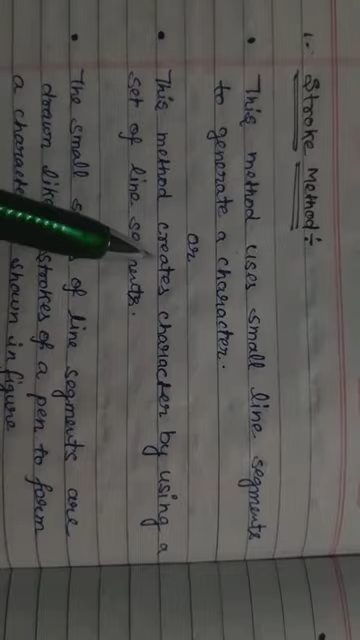 1. Stroke Method :-
• This method uses small line segments
to generate a character.
or
• This method creates character by using a
set of line
• The small of line segments are
drawn like strokes of a pen to form
a shown in figure